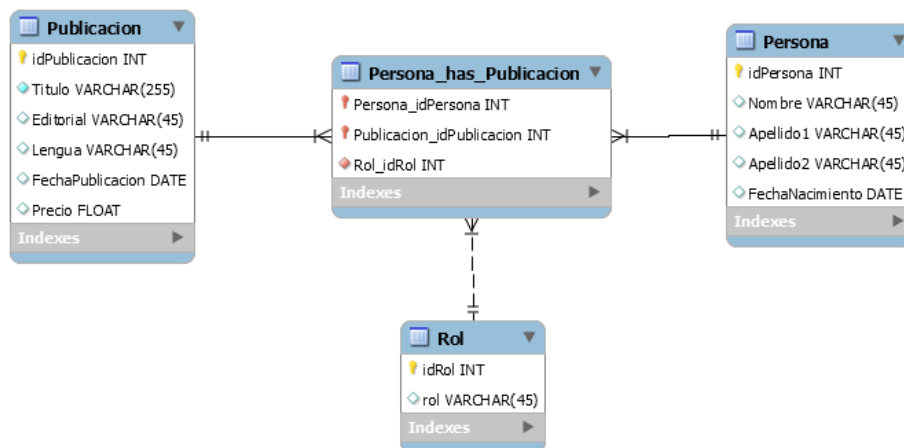 Publicacion
idPublicacion INT
Titulo VARCHAR(255)
Editorial VARCHAR(45)
Lengua VARCHAR(45)
FechaPublicacion DATE
Precio FLOAT
Indexes
Persona_has_Publicacion
Persona_idPersona INT
Publicacion_idPublicacion INT
Rol_idRol INT
Indexes
Persona
idPersona INT
Nombre VARCHAR(45)
Apellido1 VARCHAR(45)
Apellido2 VARCHAR(45)
FechaNacimiento DATE
Indexes
Rol
idRol INT
rol VARCHAR(45)
Indexes